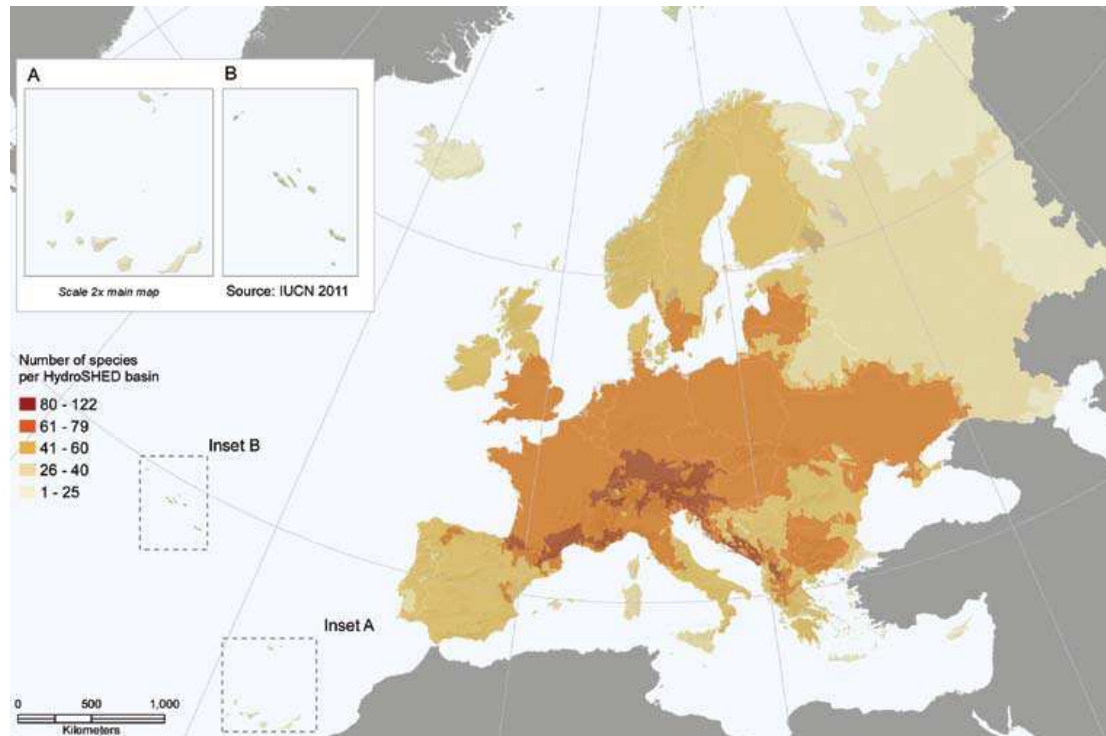 A
B
Scale 2x main map
Source: IUCN 2011
Number of species
per HydroSHED basin
80 - 122
61 - 79
41 - 60
26 - 40
1 - 25
Inset B
Inset A
0 500 1,000
Kilometers